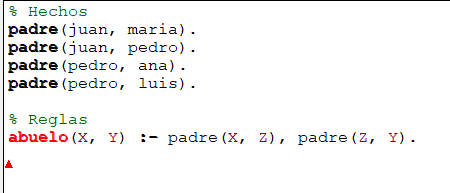 % Hechos
padre(juan, maria).
padre(juan, pedro).
padre(pedro, ana).
padre(pedro, luis).
% Reglas
abuelo(X, Y) :- padre(X, Z), padre(Z, Y).